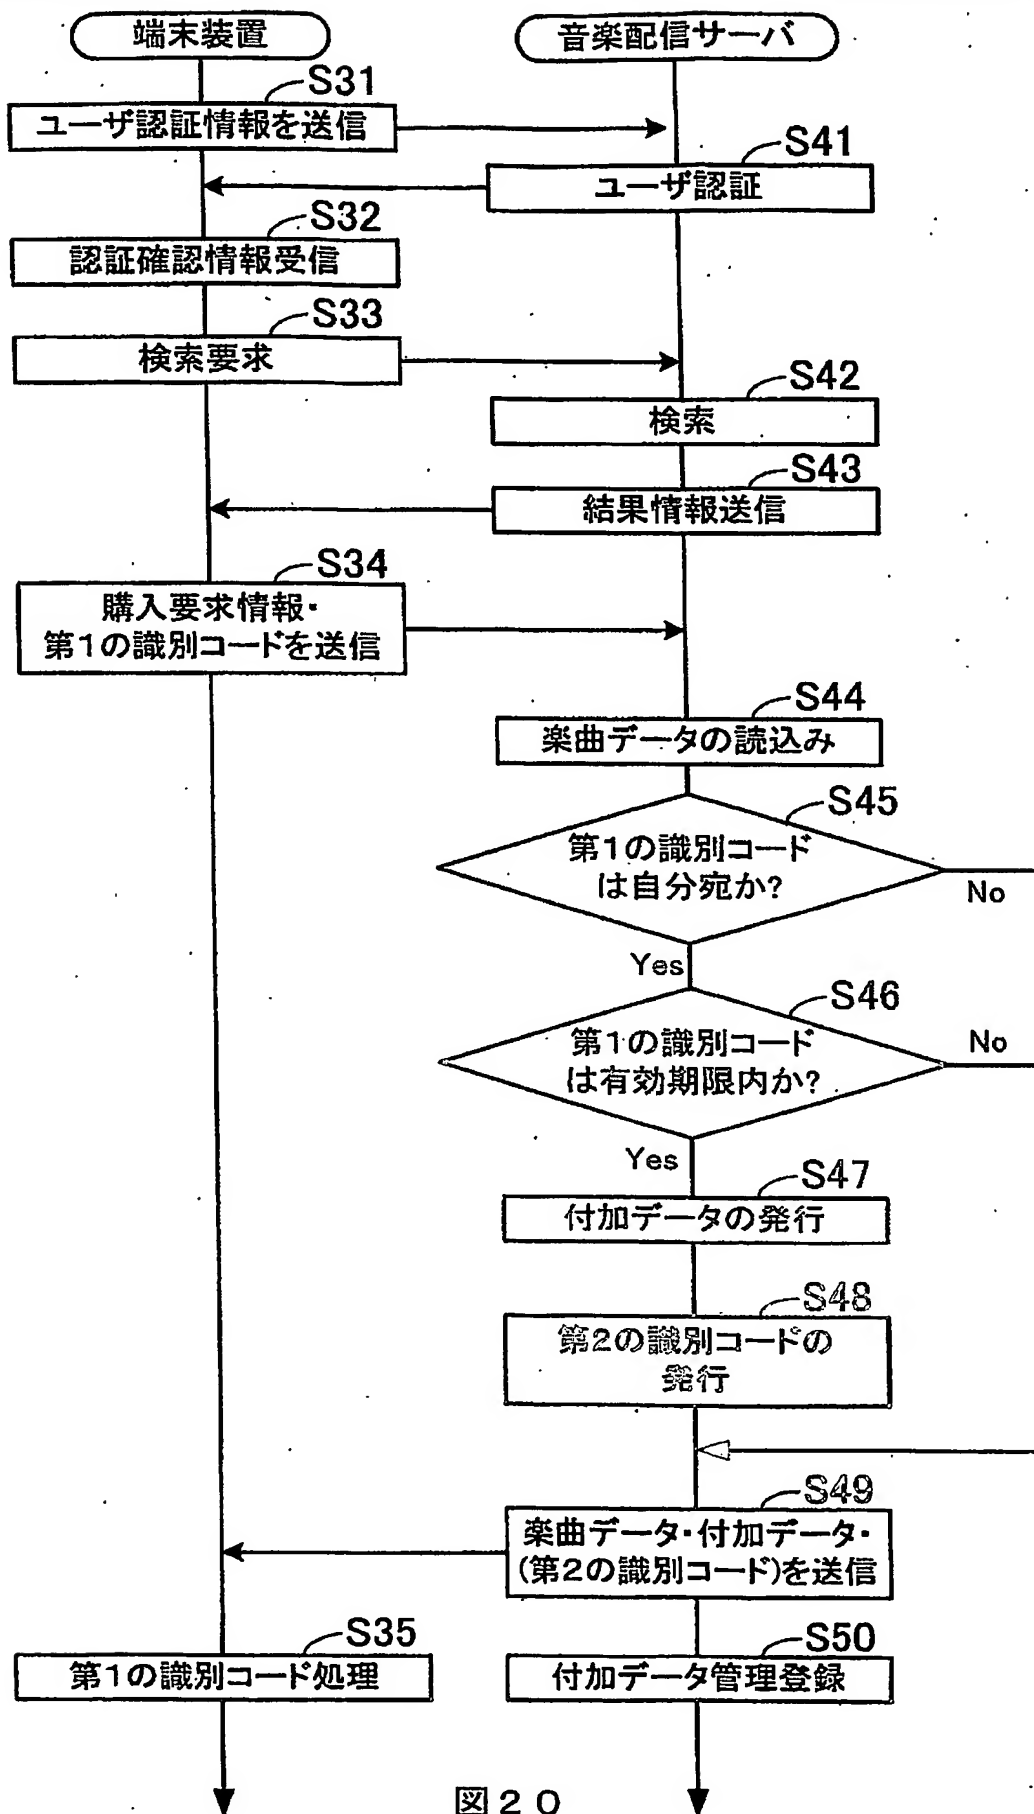 端末装置
音楽配信サーバ
S31
ユーザ認証情報を送信
S41
ユーザ認証
S32
認証確認情報受信
S33
検索要求
S42
検索
S43
結果情報送信
S34
購入要求情報・
第1の識別コードを送信
S44
楽曲データの読込み
S45
第1の識別コード
は自分宛か?
No
Yes
S46
第1の識別コード
は有効期限内か?
No
Yes
S47
付加データの発行
S48
第2の識別コードの
発行
S49
楽曲データ・付加データ・
(第2の識別コード)を送信
S35
第1の識別コード処理
S50
付加データ管理登録
図20